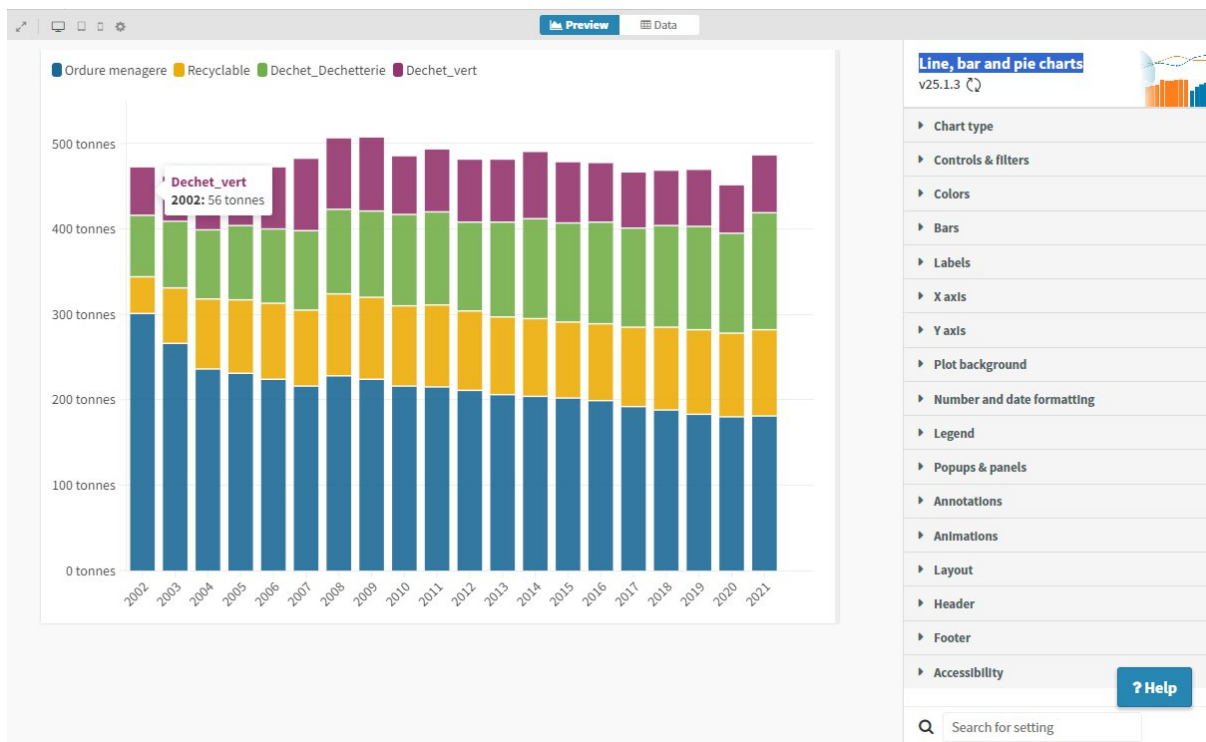 Preview Data
Ordure menagere Recyclable Dechet_Dechetterie Dechet_vert
500 tonnes
400 tonnes
300 tonnes
200 tonnes
100 tonnes
0 tonnes
Dechet_vert
2002: 56 tonnes
2002 2003 2004 2005 2006 2007 2008 2009 2010 2011 2012 2013 2014 2015 2016 2017 2018 2019 2020 2021
Line, bar and pie charts
v25.1.3
Chart type
Controls & filters
Colors
Bars
Labels
X axis
Y axis
Plot background
Number and date formatting
Legend
Popups & panels
Annotations
Animations
Layout
Header
Footer
Accessibility
? Help
Search for setting